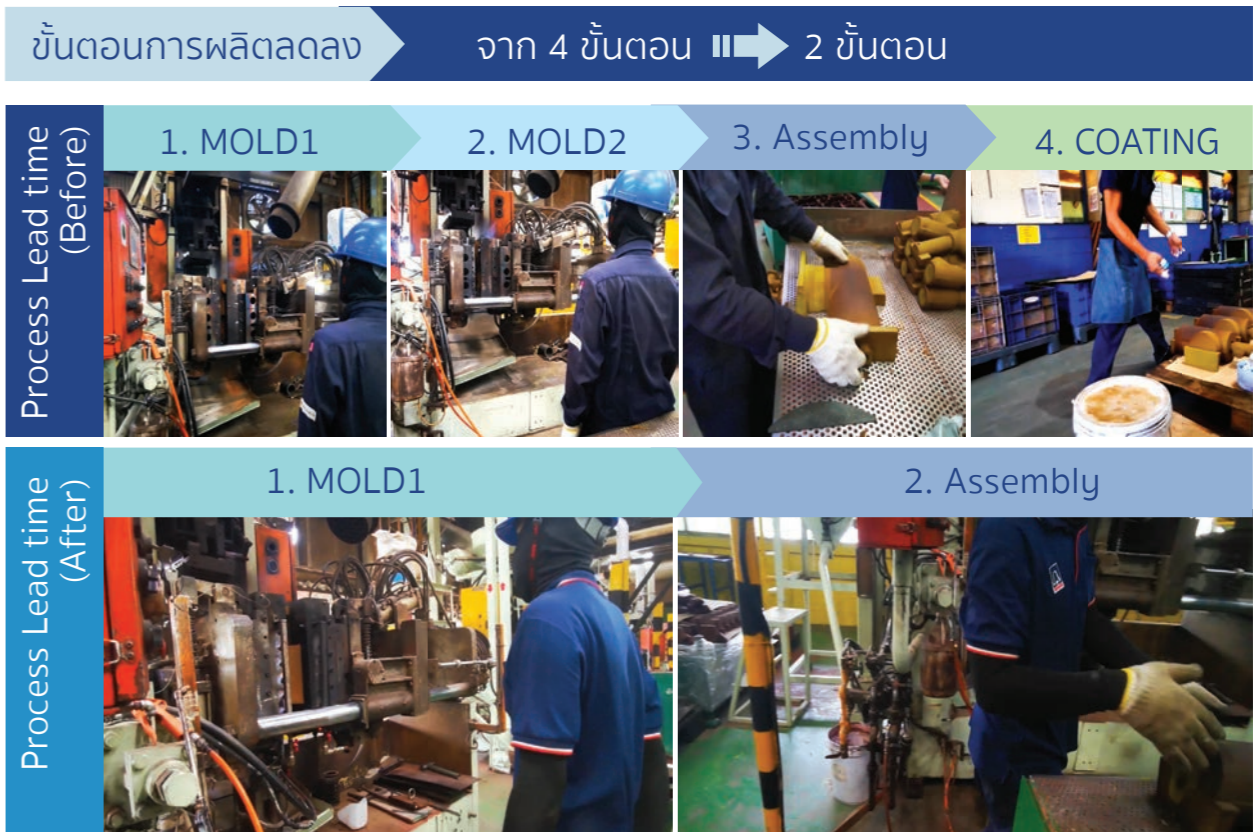 ขั้นตอนการผลิตลดลง
จาก 4 ขั้นตอน
2 ขั้นตอน
Process Lead time
(Before)
1. MOLD1
2. MOLD2
3. Assembly
4. COATING
Process Lead time
(After)
1. MOLD1
2. Assembly